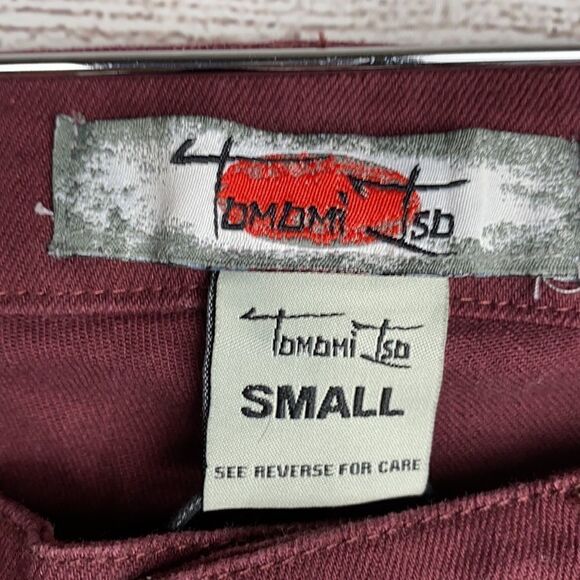 TOMOMi ISO
TOMOMi ISO
SMALL
SEE REVERSE FOR CARE